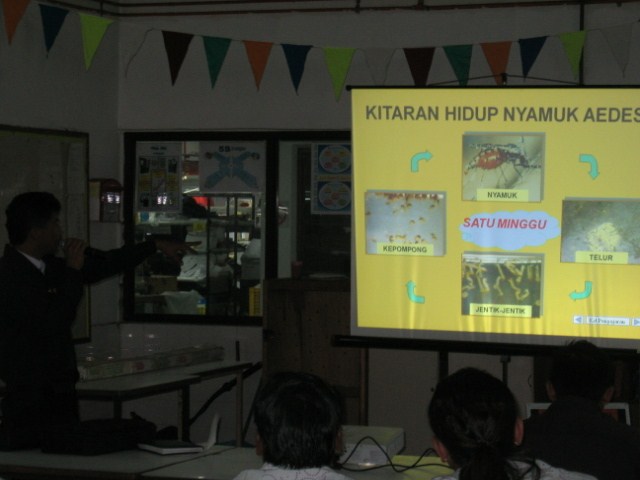 KITARAN HIDUP NYAMUK AEDES
NYAMUK
SATU MINGGU
KEPOMPONG
TELUR
JENTIK-JENTIK